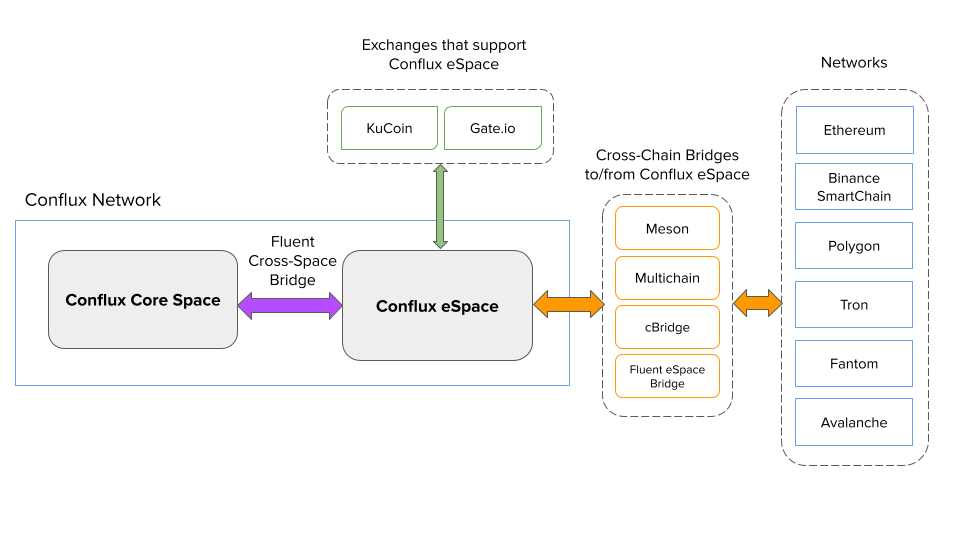 Exchanges that support
Conflux eSpace
KuCoin
Gate.io
Networks
Ethereum
Binance
SmartChain
Polygon
Tron
Fantom
Avalanche
Cross-Chain Bridges
to/from Conflux eSpace
Meson
Multichain
cBridge
Fluent eSpace
Bridge
Conflux Network
Conflux Core Space
Fluent
Cross-Space
Bridge
Conflux eSpace